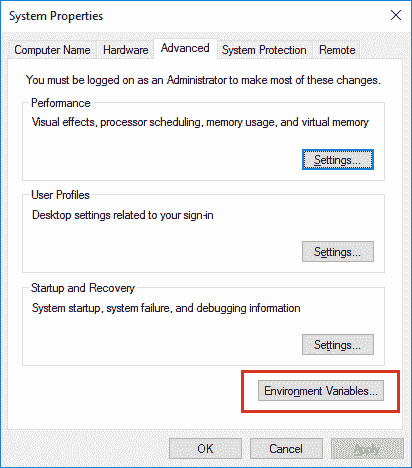 System Properties
Computer Name Hardware Advanced System Protection Remote
You must be logged on as an Administrator to make most of these changes.
Performance
Visual effects, processor scheduling, memory usage, and virtual memory
Settings...
User Profiles
Desktop settings related to your sign-in
Settings...
Startup and Recovery
System startup, system failure, and debugging information
Settings...
Environment Variables...
OK Cancel Apply